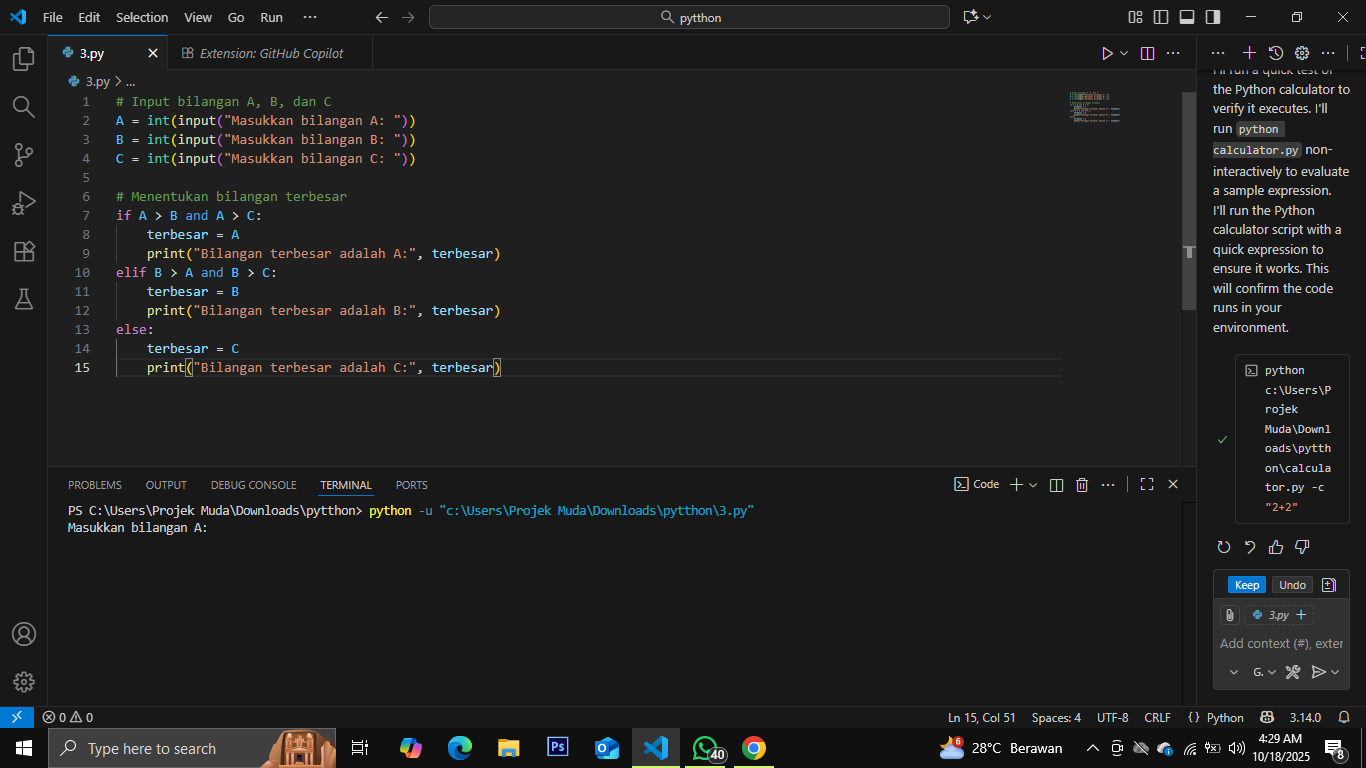 File Edit Selection View Go Run ···
pytthon
3.py
Extension: GitHub Copilot
3.py > ...
1 # Input bilangan A, B, dan C
2 A = int(input("Masukkan bilangan A: "))
3 B = int(input("Masukkan bilangan B: "))
4 C = int(input("Masukkan bilangan C: "))
5
6 # Menentukan bilangan terbesar
7 if A > B and A > C:
8 terbesar = A
9 print("Bilangan terbesar adalah A:", terbesar)
10 elif B > A and B > C:
11 terbesar = B
12 print("Bilangan terbesar adalah B:", terbesar)
13 else:
14 terbesar = C
15 print("Bilangan terbesar adalah C:", terbesar)
PROBLEMS OUTPUT DEBUG CONSOLE TERMINAL PORTS
Code
PS C:\Users\Projek Muda\Downloads\pytthon> python -u "c:\Users\Projek Muda\Downloads\pytthon\3.py"
Masukkan bilangan A:
I'll run a quick test of
the Python calculator to
verify it executes. I'll
run python
calculator.py non-
interactively to evaluate
a sample expression.
I'll run the Python
calculator script with a
quick expression to
ensure it works. This
will confirm the code
runs in your
environment.
python
c:\Users\P
rojek
Muda\Downl
oads\pytth
on\calcula
tor.py -c
"2+2"
Keep Undo
3.py
Add context (#), exter
G.
0 0
Ln 15, Col 51 Spaces: 4 UTF-8 CRLF {} Python 3.14.0
Type here to search
Ps
40
6
28°C Berawan
4:29 AM
10/18/2025
8